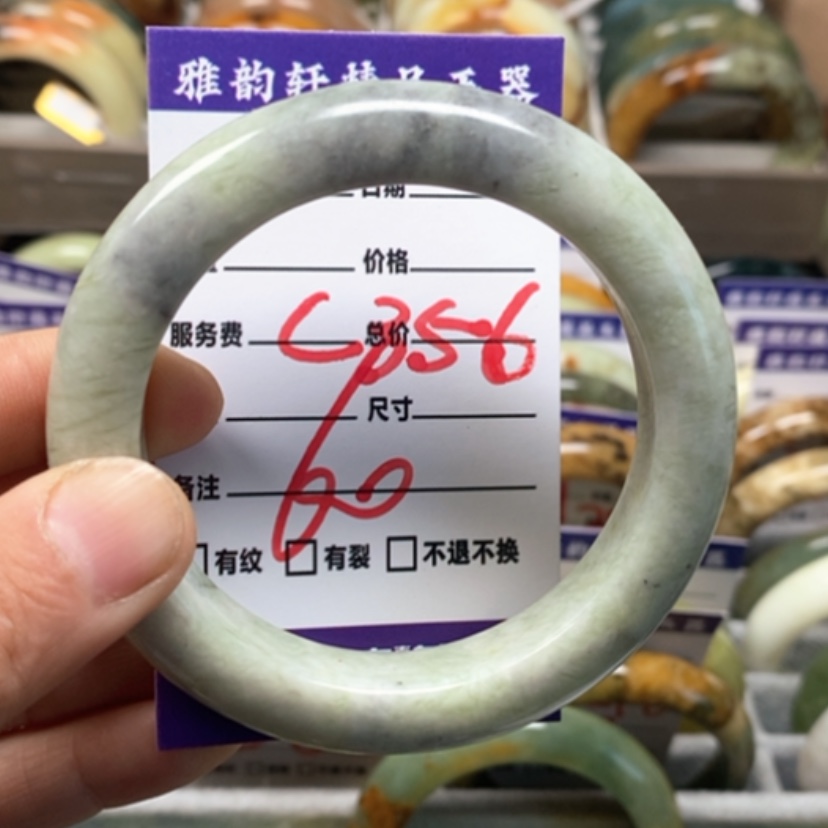 雅韵轩精品玉器
日期
价格
服务费 总价
C356
尺寸
60
备注
有纹 有裂 不退不换